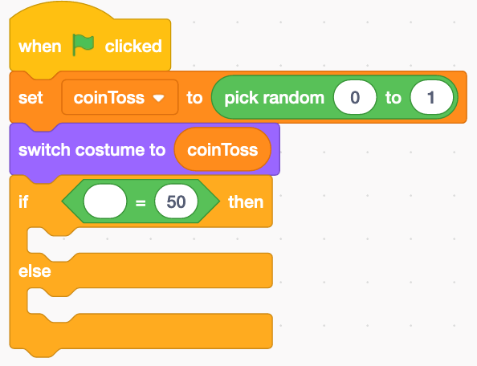 when clicked
set coinToss to pick random 0 to 1
switch costume to coinToss
if = 50 then
else